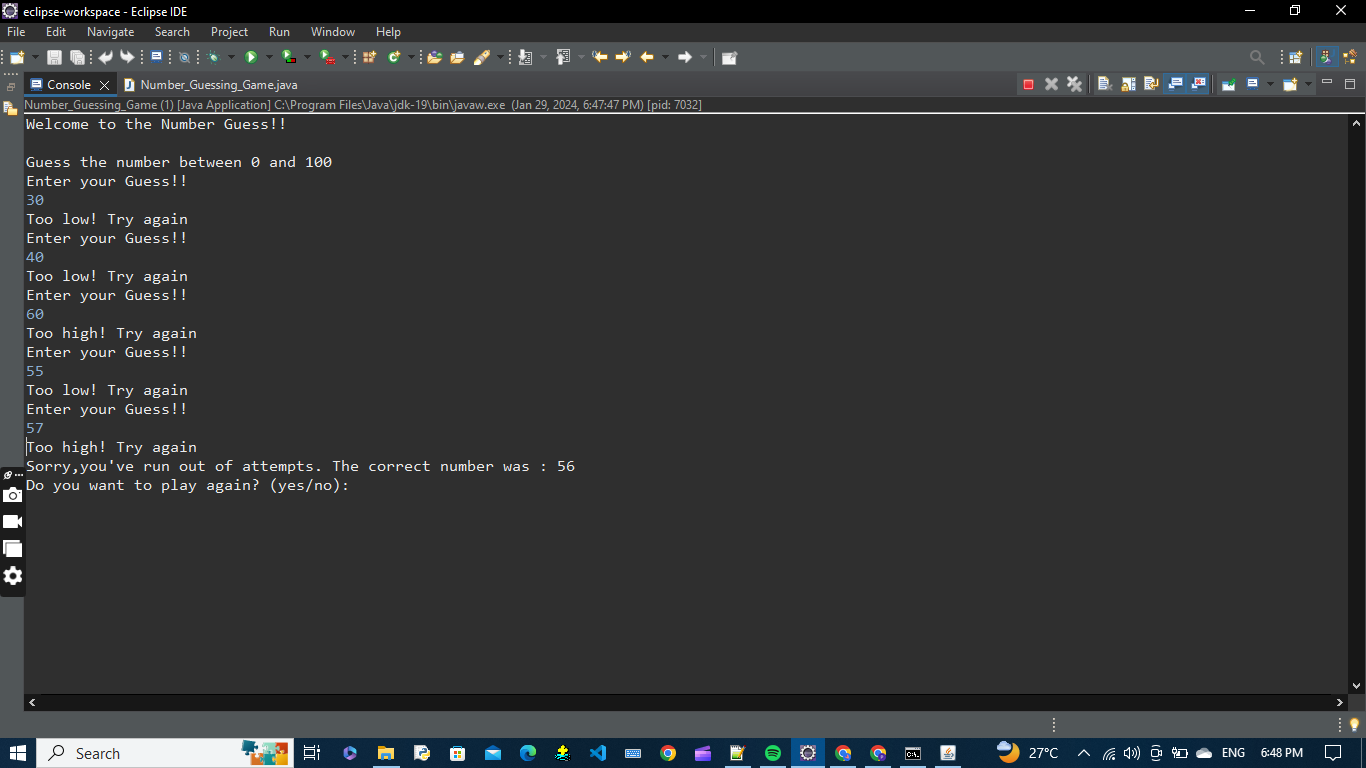 eclipse-workspace - Eclipse IDE
File Edit Navigate Search Project Run Window Help
Console Number_Guessing_Game.java
Number_Guessing_Game (1) [Java Application] C:\Program Files\Java\jdk-19\bin\javaw.exe (Jan 29, 2024, 6:47:47 PM) [pid: 7032]
Welcome to the Number Guess!!
Guess the number between 0 and 100
Enter your Guess!!
30
Too low! Try again
Enter your Guess!!
40
Too low! Try again
Enter your Guess!!
60
Too high! Try again
Enter your Guess!!
55
Too low! Try again
Enter your Guess!!
57
Too high! Try again
Sorry,you've run out of attempts. The correct number was : 56
Do you want to play again? (yes/no):
Search 27°C ENG 6:48 PM